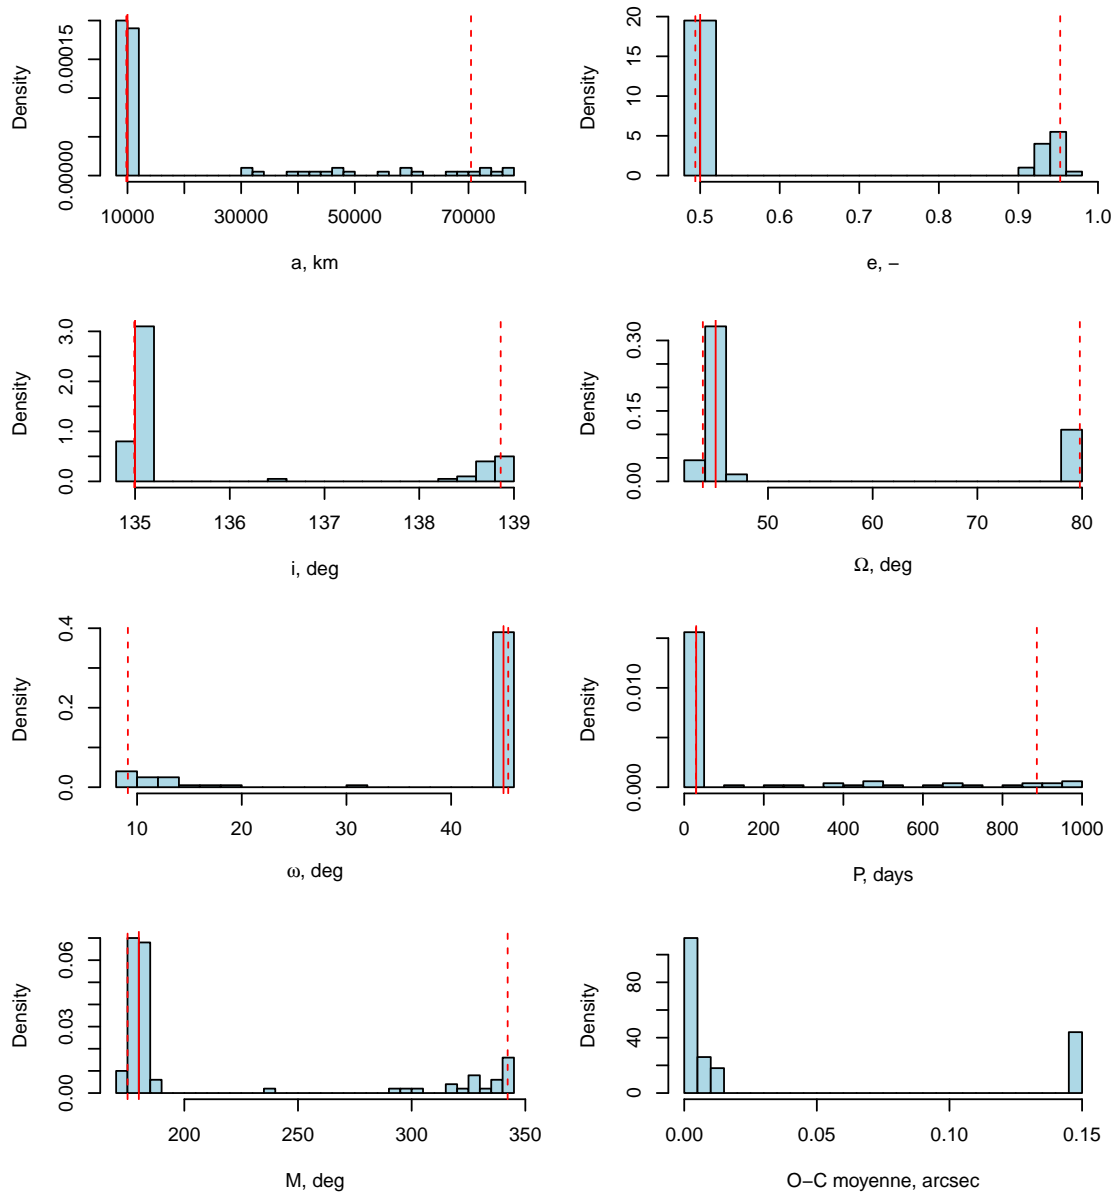 Density
0.00000 0.00015
10000 30000 50000 70000
a, km
Density
0 5 10 15 20
0.5 0.6 0.7 0.8 0.9 1.0
e, −
Density
0.0 1.0 2.0 3.0
135 136 137 138 139
i, deg
Density
0.00 0.15 0.30
50 60 70 80
Ω, deg
Density
0.0 0.2 0.4
10 20 30 40
ω, deg
Density
0.000 0.010
0 200 400 600 800 1000
P, days
Density
0.00 0.03 0.06
200 250 300 350
M, deg
Density
0 40 80
0.00 0.05 0.10 0.15
O−C moyenne, arcsec